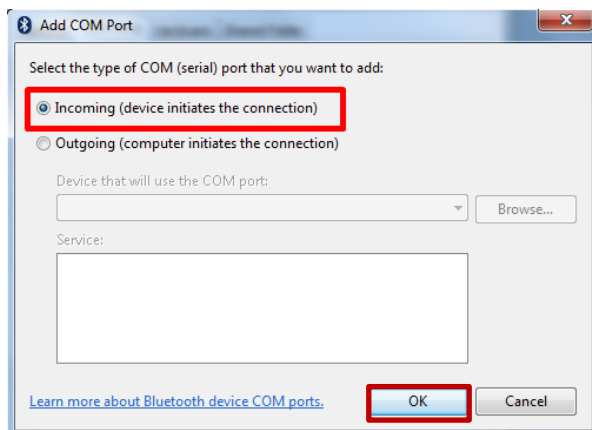 Add COM Port
Select the type of COM (serial) port that you want to add:
Incoming (device initiates the connection)
Outgoing (computer initiates the connection)
Device that will use the COM port:
Browse...
Service:
Learn more about Bluetooth device COM ports.
OK
Cancel